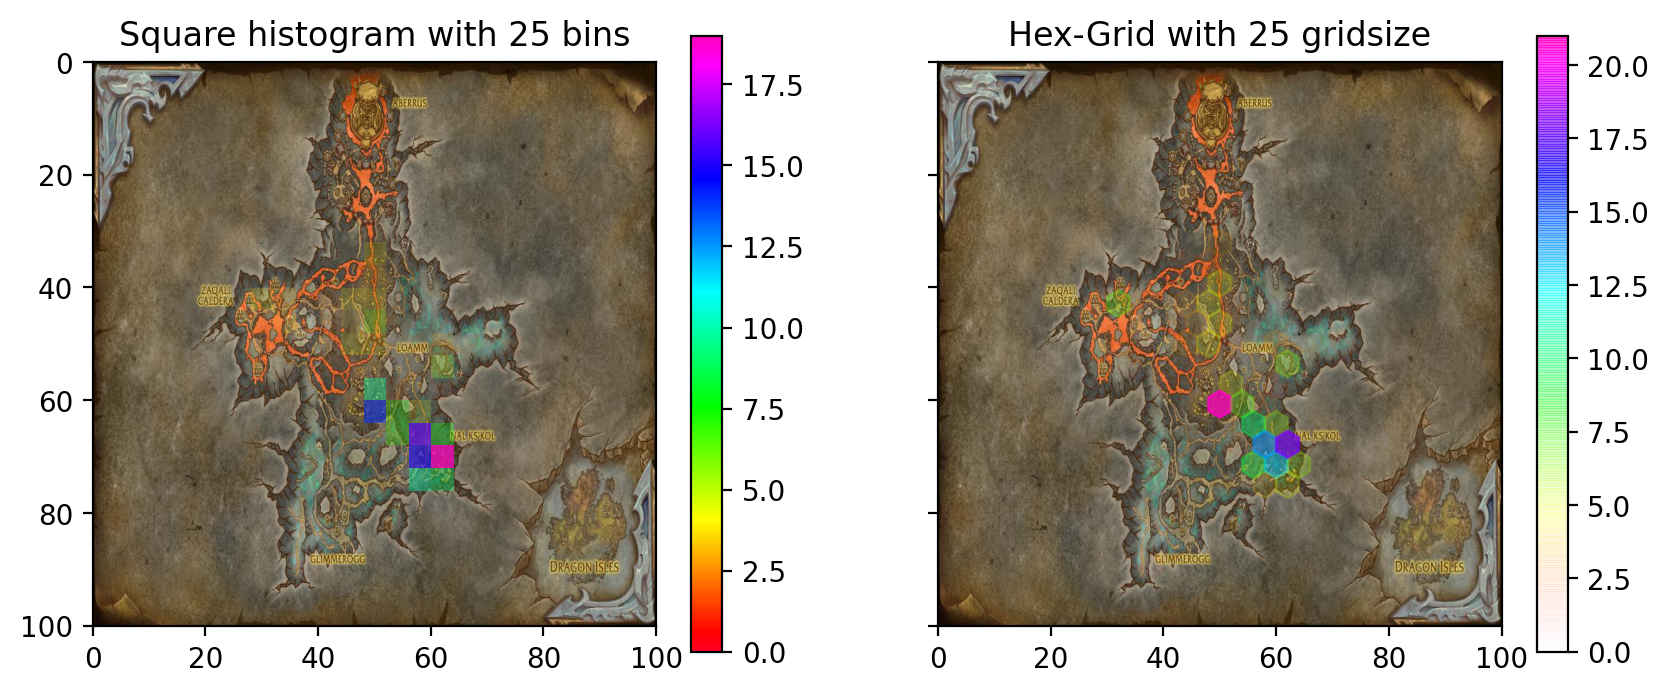 Square histogram with 25 bins
0
20
40
60
80
100
0
20
40
60
80
100
ABERRUS
ZAQALI
CALDERA
LOAMM
NAL KS'KOL
GLIMMEROGG
DRAGON ISLES
17.5
15.0
12.5
10.0
7.5
5.0
2.5
0.0
Hex-Grid with 25 gridsize
0
20
40
60
80
100
ABERRUS
ZAQALI
CALDERA
LOAMM
NAL KS'KOL
GLIMMEROGG
DRAGON ISLES
20.0
17.5
15.0
12.5
10.0
7.5
5.0
2.5
0.0